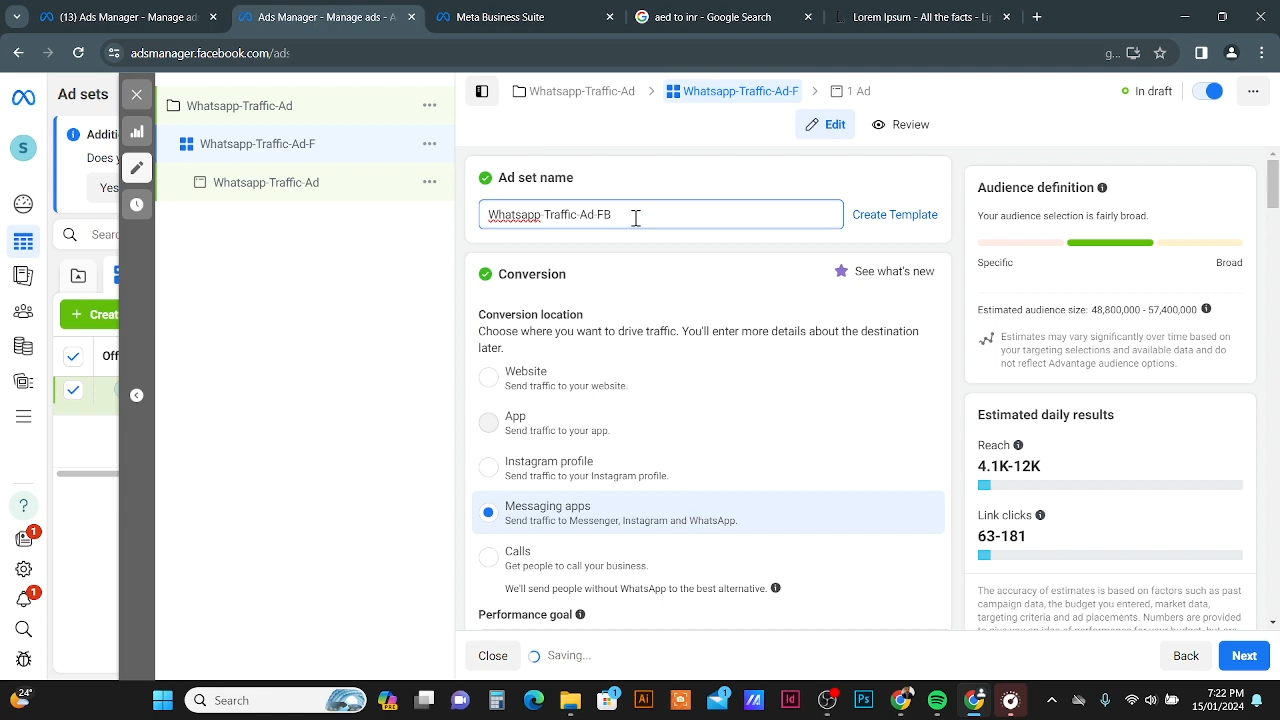 (13) Ads Manager - Manage ad
Ads Manager - Manage ads - A
Meta Business Suite
aed to inr - Google Search
Lorem Ipsum - All the facts - Li
adsmanager.facebook.com/ads
g...
Ad sets
Additi
Does y
Yes
S
Searc
+ Creat
Off
Whatsapp-Traffic-Ad
Whatsapp-Traffic-Ad-F
Whatsapp-Traffic-Ad
Whatsapp-Traffic-Ad
Whatsapp-Traffic-Ad-F
1 Ad
In draft
Edit
Review
Ad set name
Whatsapp-Traffic-Ad-FB
Create Template
Conversion
See what's new
Conversion location
Choose where you want to drive traffic. You'll enter more details about the destination
later.
Website
Send traffic to your website.
App
Send traffic to your app.
Instagram profile
Send traffic to your Instagram profile.
Messaging apps
Send traffic to Messenger, Instagram and WhatsApp.
Calls
Get people to call your business.
We'll send people without WhatsApp to the best alternative.
Performance goal
Audience definition
Your audience selection is fairly broad.
Specific
Broad
Estimated audience size: 48,800,000 - 57,400,000
Estimates may vary significantly over time based on
your targeting selections and available data and do
not reflect Advantage audience options.
Estimated daily results
Reach
4.1K-12K
Link clicks
63-181
The accuracy of estimates is based on factors such as past
campaign data, the budget you entered, market data,
targeting criteria and ad placements. Numbers are provided
Close
Saving...
Back
Next
1
1
24°
Search
PRE
1
Ai
1
Id
Ps
7:22 PM
15/01/2024